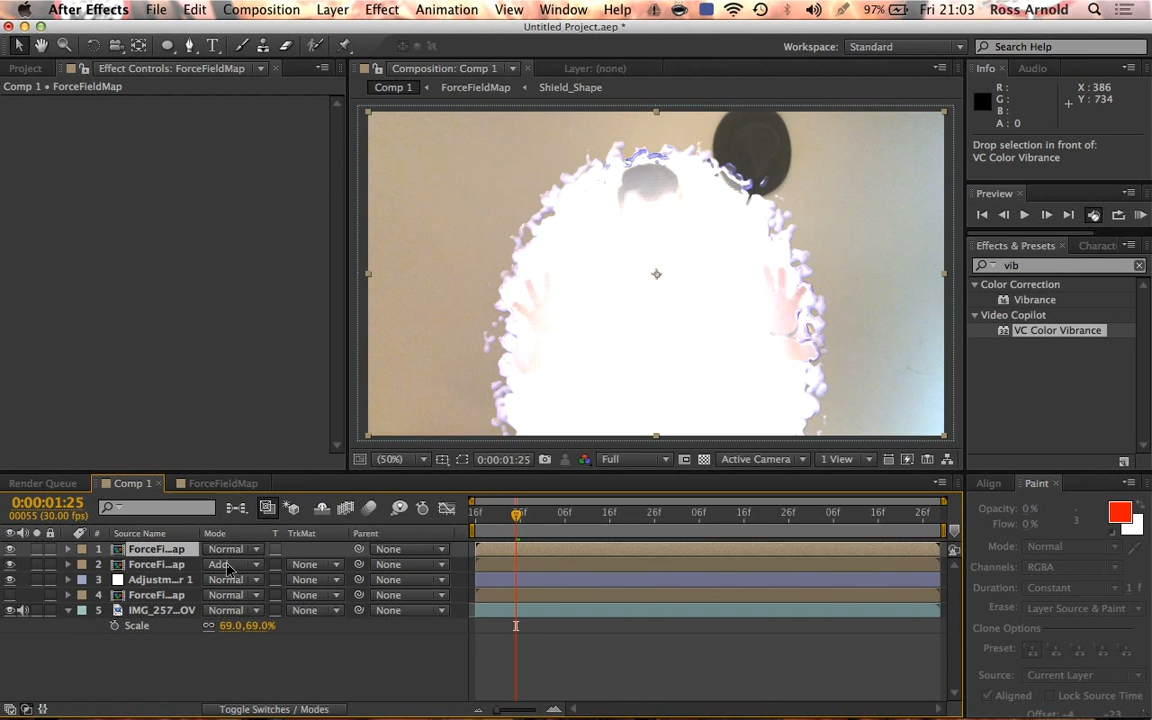 After Effects File Edit Composition Layer Effect Animation View Window Help 97% Fri 21:03 Ross Arnold
Untitled Project.aep *
Workspace: Standard Search Help
Project Effect Controls: ForceFieldMap Composition: Comp 1 Layer: (none) Info Audio
Comp 1 • ForceFieldMap Comp 1 ForceFieldMap Shield_Shape
R: X: 386
G: Y: 734
B:
A: 0
Drop selection in front of:
VC Color Vibrance
Preview
Effects & Presets Charact
vib
Color Correction
Vibrance
Video Copilot
VC Color Vibrance
(50%) 0:00:01:25 Full Active Camera 1 View
Render Queue Comp 1 ForceFieldMap Align Paint
0:00:01:25
00055 (30.00 fps)
16f 06f 16f 26f 06f 16f 26f 06f 16f 26f
# Source Name Mode T TrkMat Parent
1 ForceFi...ap Normal None
2 ForceFi...ap Add None None
3 Adjustm...r 1 Normal None None
4 ForceFi...ap Normal None None
5 IMG_257...OV Normal None None
Scale 69.0,69.0%
Toggle Switches / Modes
Opacity: 0 %
Flow: 0 % 3
Mode: Normal
Channels: RGBA
Duration: Constant
Erase: Layer Source & Paint
Clone Options
Preset:
Source: Current Layer
Aligned Lock Source Time
Offset: -4 -23